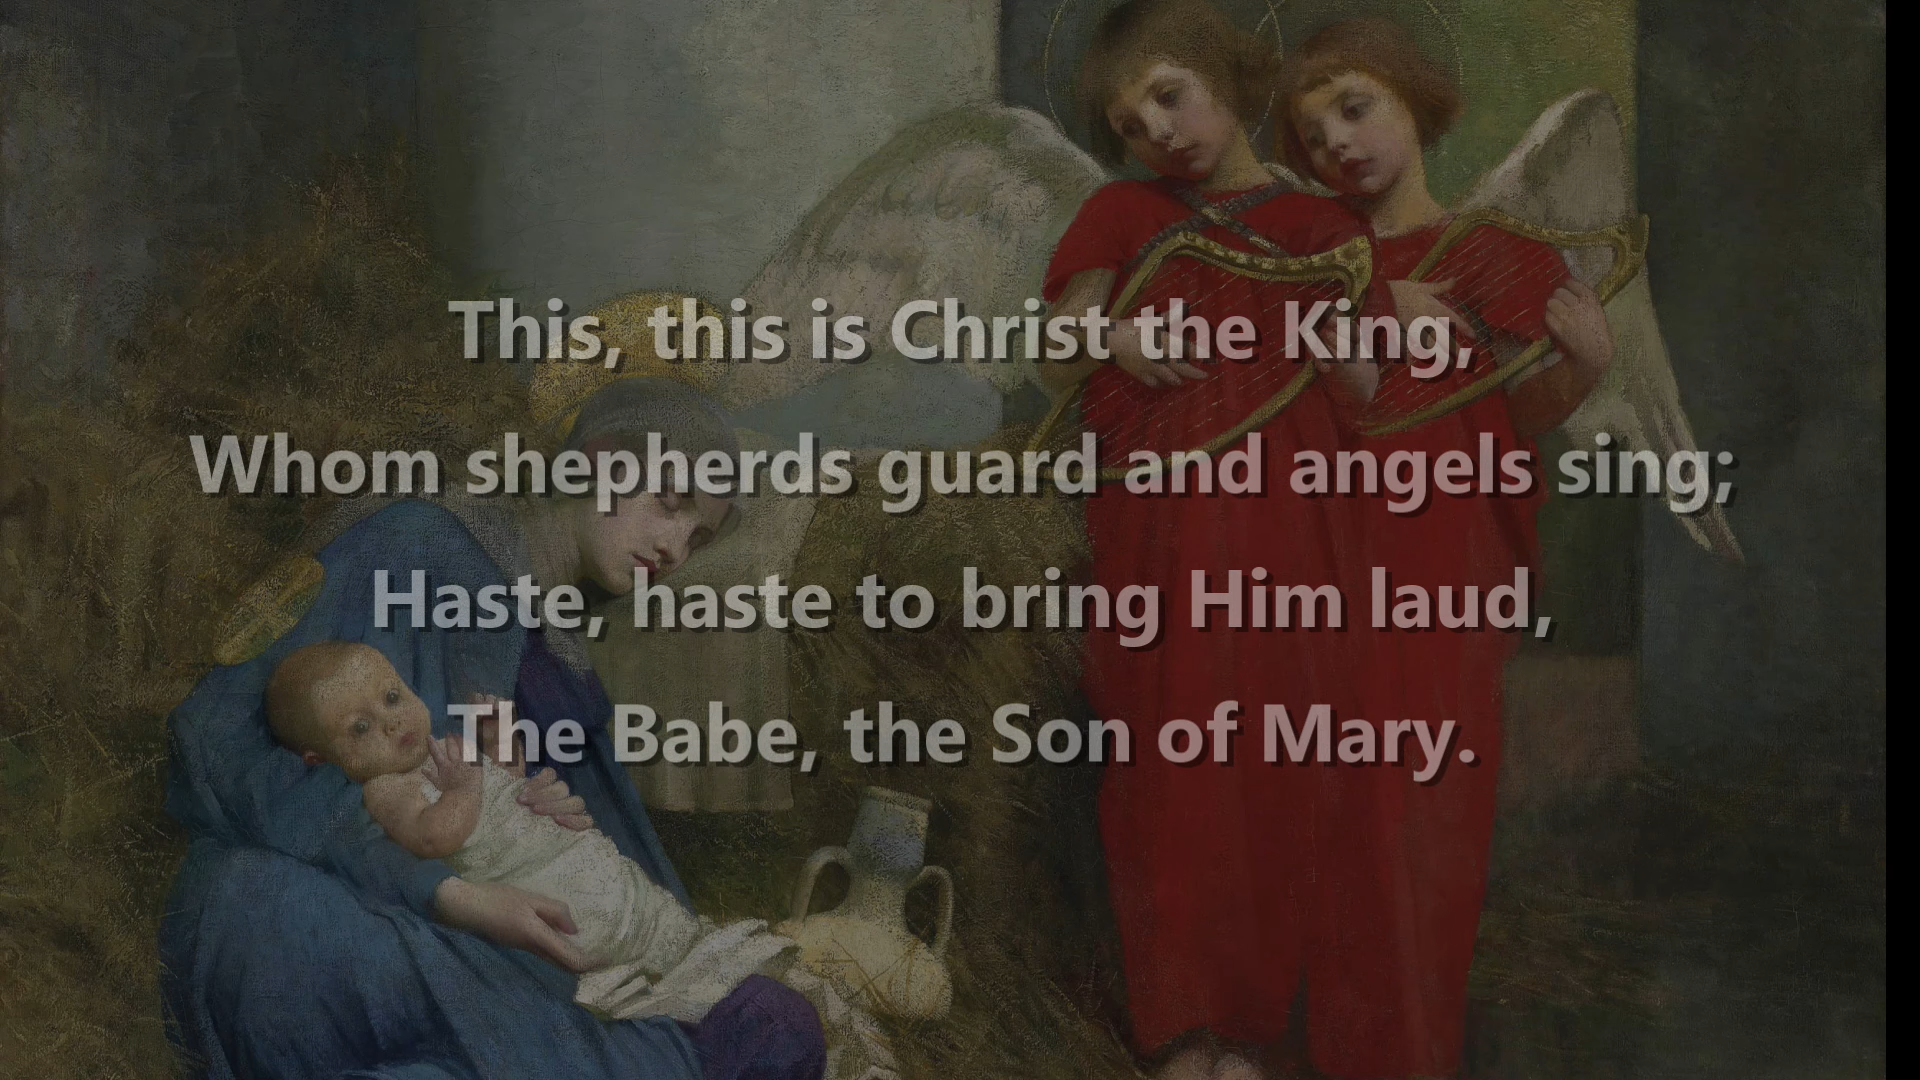 This, this is Christ the King,
Whom shepherds guard and angels sing;
Haste, haste to bring Him laud,
The Babe, the Son of Mary.